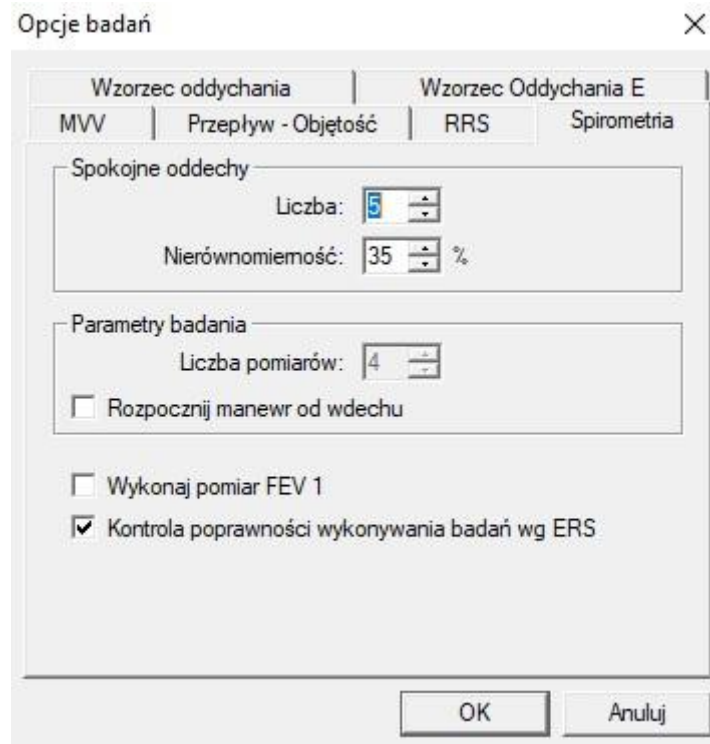 Opcje badań
Wzorzec oddychania Wzorzec Oddychania E
MVV Przepływ - Objętość RRS Spirometria
Spokojne oddechy
Liczba: 5
Nierównomierność: 35 %
Parametry badania
Liczba pomiarów: 4
Rozpocznij manewr od wdechu
Wykonaj pomiar FEV 1
Kontrola poprawności wykonywania badań wg ERS
OK Anuluj